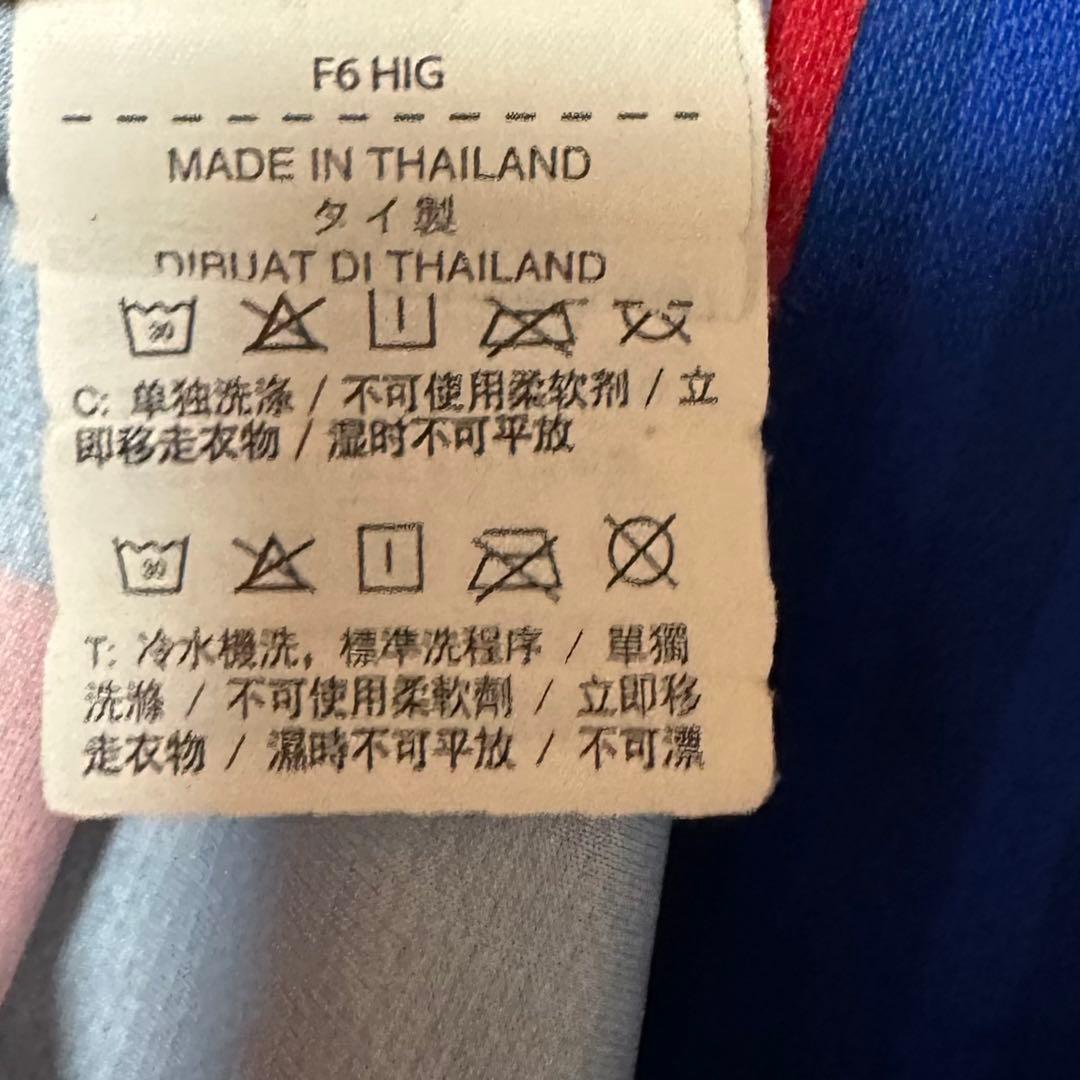 F6 HIG
MADE IN THAILAND
タイ製
DIBUAT DI THAILAND
30
C: 单独洗涤 / 不可使用柔软剂 / 立
即移走衣物 / 湿时不可平放
30
T: 冷水機洗, 標準洗程序 / 單獨
洗滌 / 不可使用柔軟劑 / 立即移
走衣物 / 濕時不可平放 / 不可漂